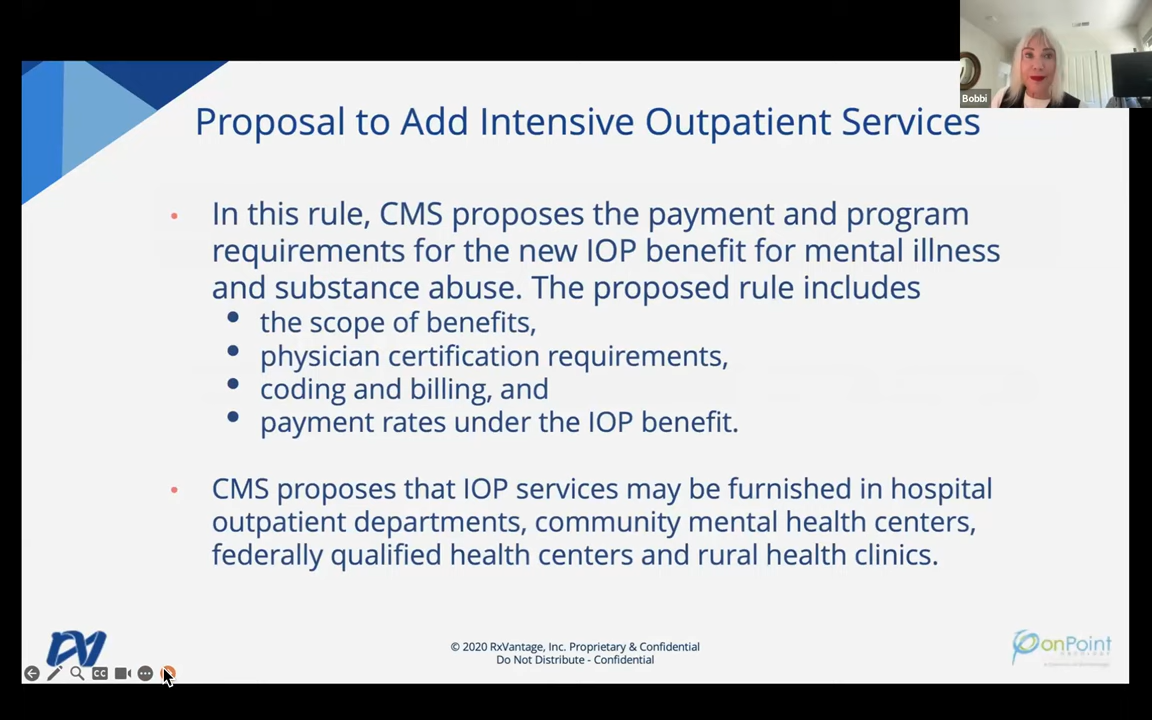 Bobbi
Proposal to Add Intensive Outpatient Services
• In this rule, CMS proposes the payment and program
requirements for the new IOP benefit for mental illness
and substance abuse. The proposed rule includes
• the scope of benefits,
• physician certification requirements,
• coding and billing, and
• payment rates under the IOP benefit.
• CMS proposes that IOP services may be furnished in hospital
outpatient departments, community mental health centers,
federally qualified health centers and rural health clinics.
© 2020 RxVantage, Inc. Proprietary & Confidential
Do Not Distribute - Confidential
onPoint
CC